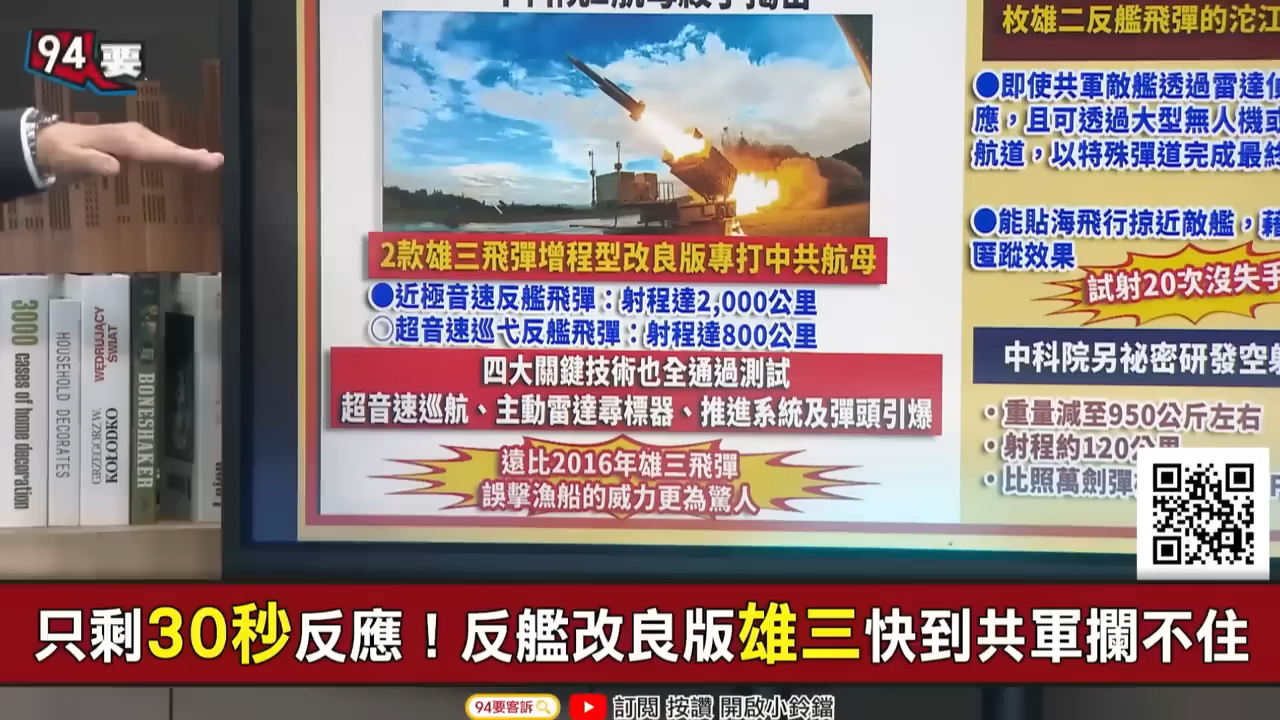 94要
枚雄二反艦飛彈的沱江
●即使共軍敵艦透過雷達偵
應，且可透過大型無人機或
航道，以特殊彈道完成最終
●能貼海飛行掠近敵艦，藉
匿蹤效果
試射20次沒失手
中科院另祕密研發空射
・重量減至950公斤左右
・射程約120公里
・比照萬劍彈
2款雄三飛彈增程型改良版專打中共航母
●近極音速反艦飛彈：射程達2,000公里
○超音速巡弋反艦飛彈：射程達800公里
四大關鍵技術也全通過測試
超音速巡航、主動雷達尋標器、推進系統及彈頭引爆
遠比2016年雄三飛彈
誤擊漁船的威力更為驚人
3000 cases of home decoration
HOUSEHOLD DECORATES
WĘDRUJĄCY ŚWIAT
GRZEGORZ W. KOŁODKO
BONESHAKER
只剩30秒反應！反艦改良版雄三快到共軍攔不住
94要客訴
訂閱 按讚 開啟小鈴鐺